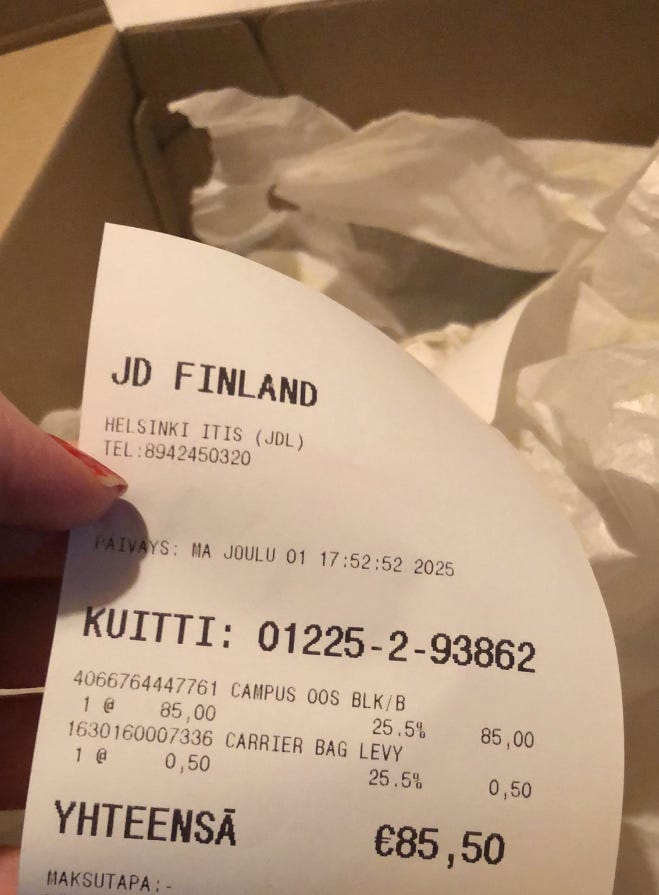 JD FINLAND
HELSINKI ITIS (JDL)
TEL:8942450320
PAIVAYS: MA JOULU 01 17:52:52 2025
KUITTI: 01225-2-93862
4066764447761 CAMPUS 00S BLK/B
1 @ 85,00 25.5% 85,00
1630160007336 CARRIER BAG LEVY
1 @ 0,50 25.5% 0,50
YHTEENSÄ €85,50
MAKSUTAPA:-